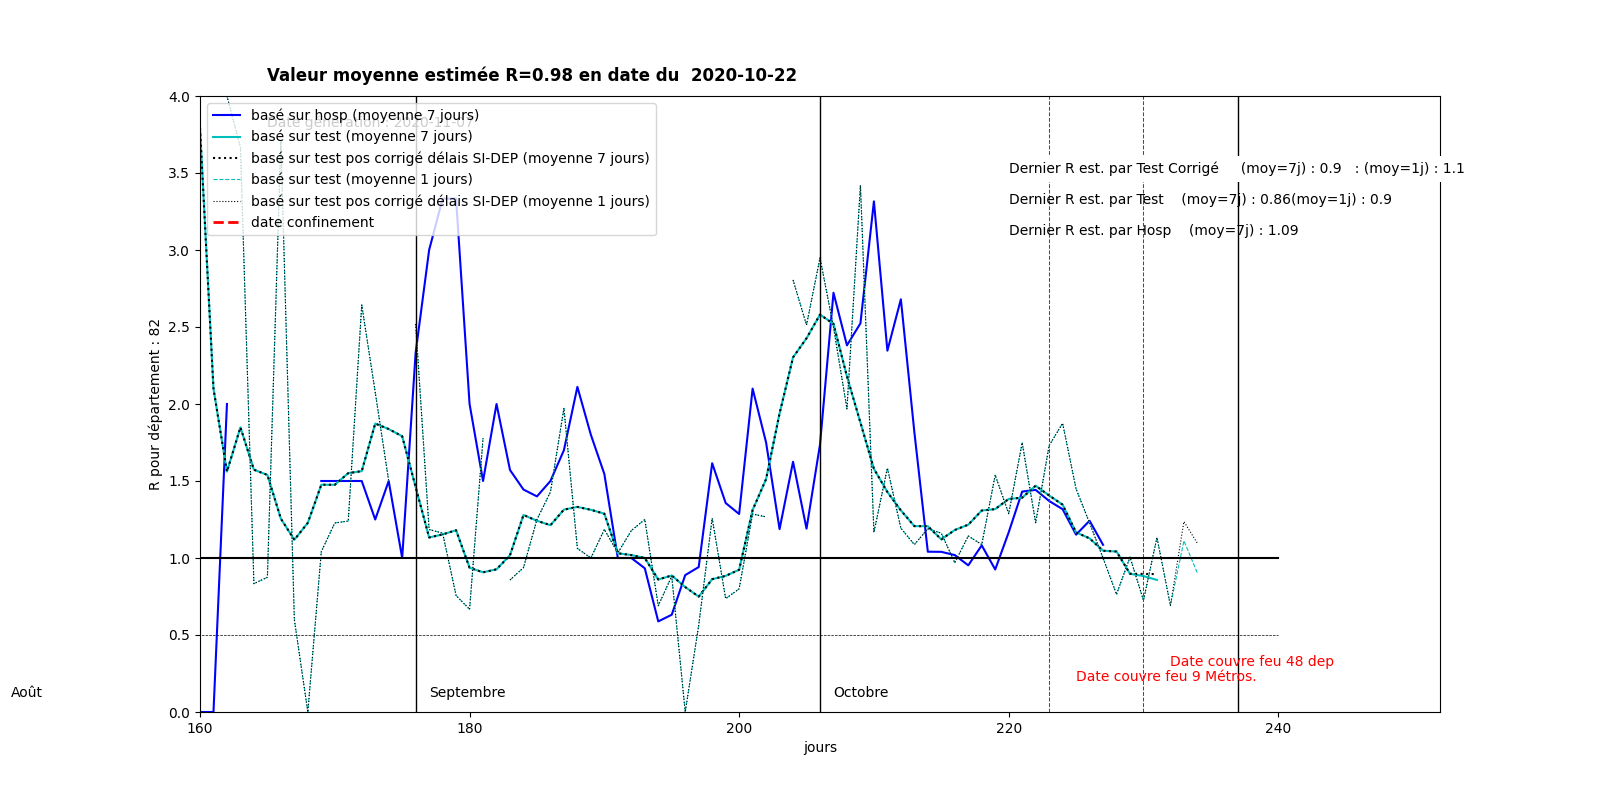 Valeur moyenne estimée R=0.98 en date du  2020-10-22
Date génération : 2020-11-07
basé sur hosp (moyenne 7 jours)
basé sur test (moyenne 7 jours)
basé sur test pos corrigé délais SI-DEP (moyenne 7 jours)
basé sur test (moyenne 1 jours)
basé sur test pos corrigé délais SI-DEP (moyenne 1 jours)
date confinement
Dernier R est. par Test Corrigé     (moy=7j) : 0.9   : (moy=1j) : 1.1
Dernier R est. par Test    (moy=7j) : 0.86(moy=1j) : 0.9
Dernier R est. par Hosp    (moy=7j) : 1.09
4.0
3.5
3.0
2.5
2.0
1.5
1.0
0.5
0.0
R pour département : 82
Date couvre feu 48 dep
Date couvre feu 9 Métros.
Août
Septembre
Octobre
160
180
200
220
240
jours